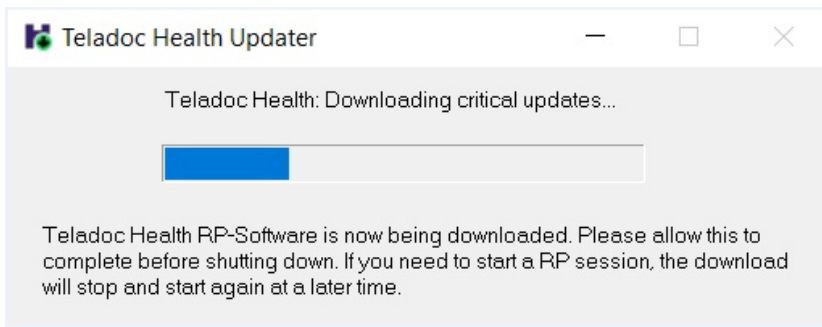 Teladoc Health Updater
Teladoc Health: Downloading critical updates...
Teladoc Health RP-Software is now being downloaded. Please allow this to
complete before shutting down. If you need to start a RP session, the download
will stop and start again at a later time.